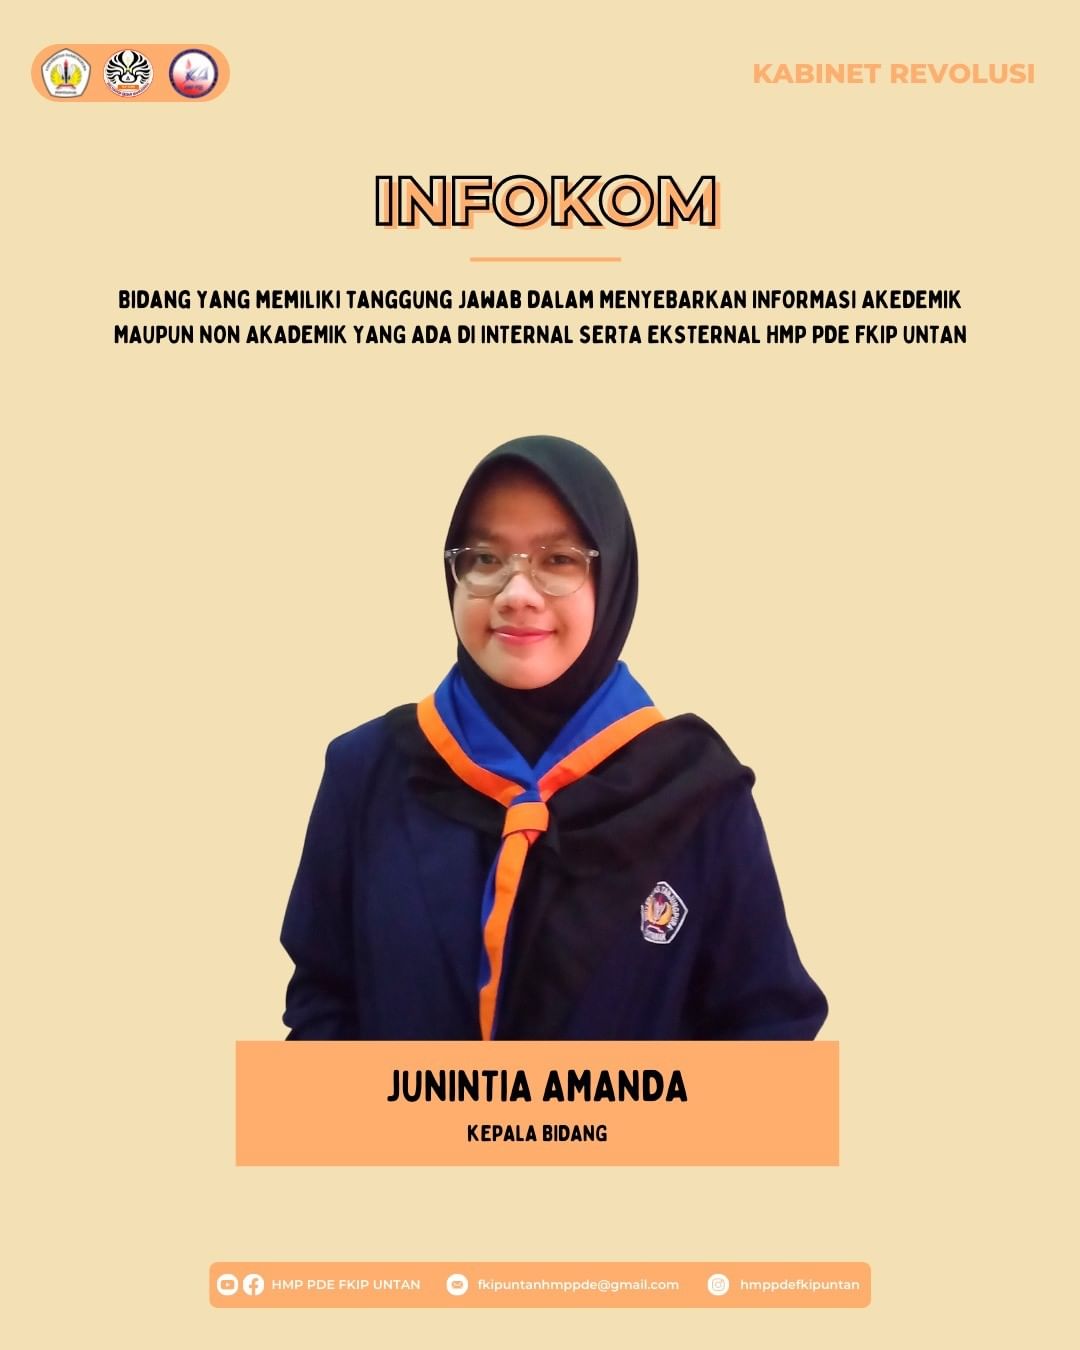 KABINET REVOLUSI
INFOKOM
BIDANG YANG MEMILIKI TANGGUNG JAWAB DALAM MENYEBARKAN INFORMASI AKEDEMIK
MAUPUN NON AKADEMIK YANG ADA DI INTERNAL SERTA EKSTERNAL HMP PDE FKIP UNTAN
JUNINTIA AMANDA
KEPALA BIDANG
HMP PDE FKIP UNTAN
fkipuntanhmppde@gmail.com
hmppdefkipuntan